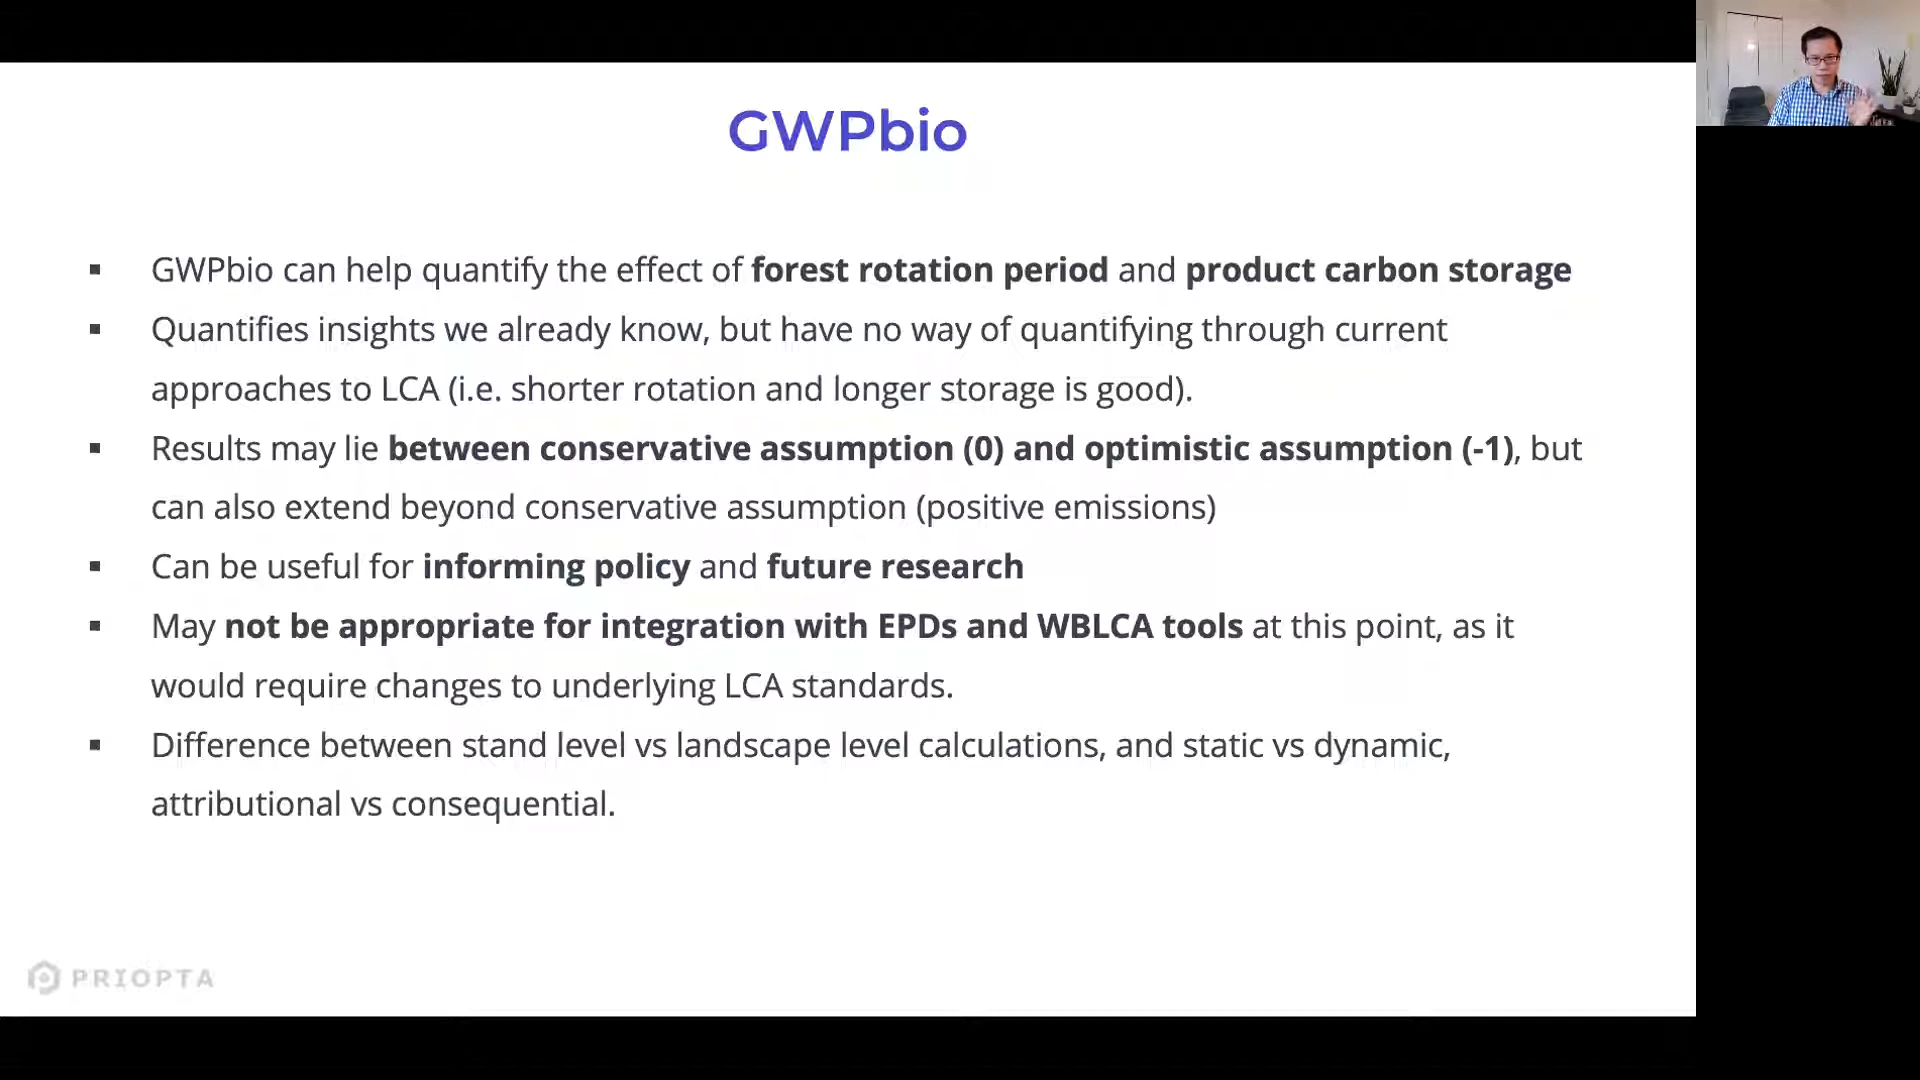 GWPbio
▪ GWPbio can help quantify the effect of forest rotation period and product carbon storage
▪ Quantifies insights we already know, but have no way of quantifying through current
approaches to LCA (i.e. shorter rotation and longer storage is good).
▪ Results may lie between conservative assumption (0) and optimistic assumption (-1), but
can also extend beyond conservative assumption (positive emissions)
▪ Can be useful for informing policy and future research
▪ May not be appropriate for integration with EPDs and WBLCA tools at this point, as it
would require changes to underlying LCA standards.
▪ Difference between stand level vs landscape level calculations, and static vs dynamic,
attributional vs consequential.
PRIOPTA